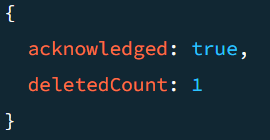 {
  acknowledged: true,
  deletedCount: 1
}